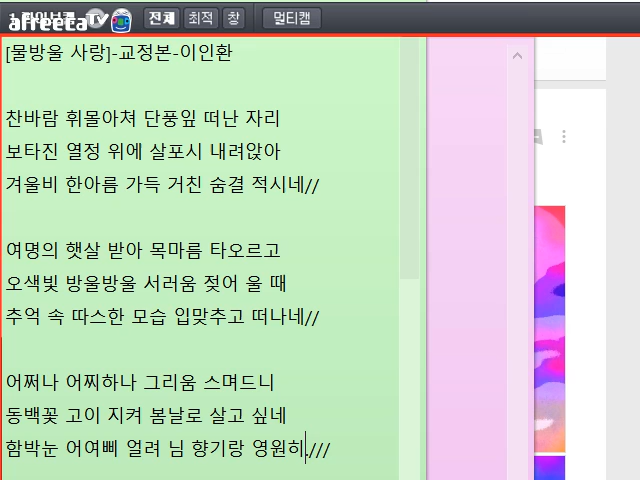 afreecaTV 전체 최적 창 멀티캠
[물방울 사랑]-교정본-이인환
찬바람 휘몰아쳐 단풍잎 떠난 자리
보타진 열정 위에 살포시 내려앉아
겨울비 한아름 가득 거친 숨결 적시네//
여명의 햇살 받아 목마름 타오르고
오색빛 방울방울 서러움 젖어 울 때
추억 속 따스한 모습 입맞추고 떠나네//
어쩌나 어찌하나 그리움 스며드니
동백꽃 고이 지켜 봄날로 살고 싶네
함박눈 어여삐 얼려 님 향기랑 영원히.///